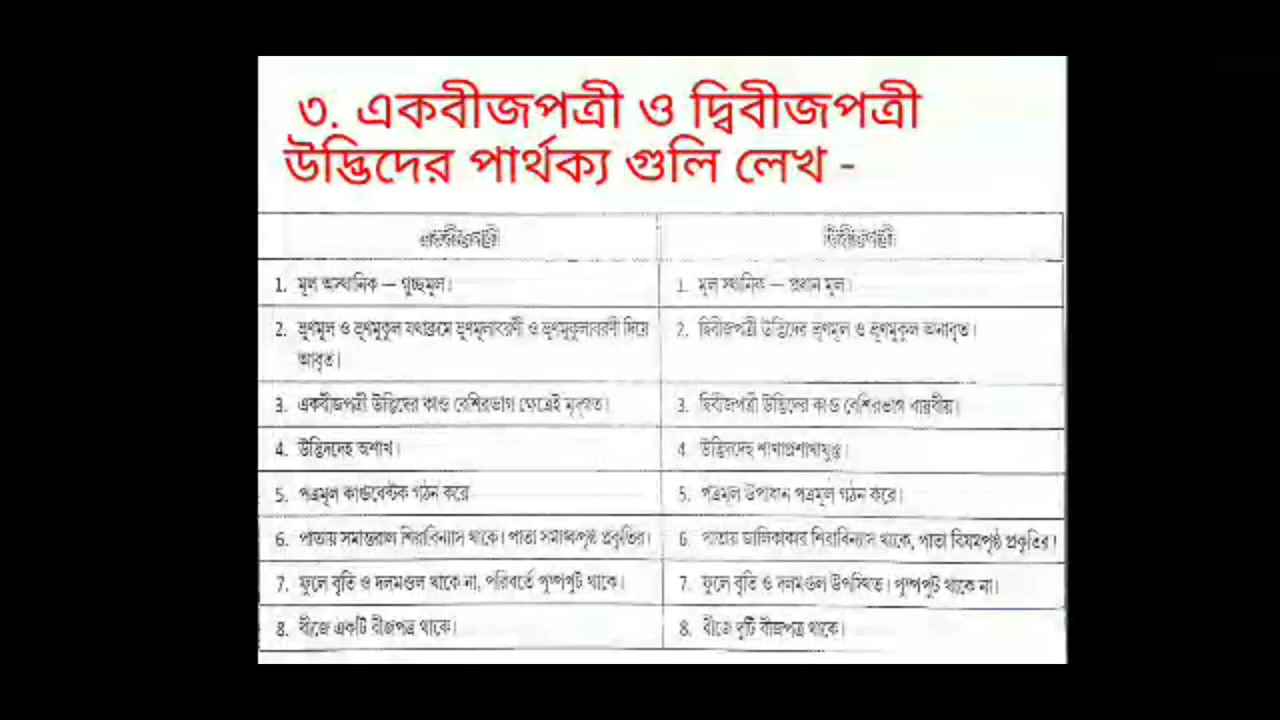 ৩. একবীজপত্রী ও দ্বিবীজপত্রী
উদ্ভিদের পার্থক্য গুলি লেখ -
একবীজপত্রী
দ্বিবীজপত্রী
1. মূল অস্থানিক — গুচ্ছমূল।
1. মূল স্থানিক — প্রধান মূল।
2. ভ্রূণমূল ও ভ্রূণমুকুল যথাক্রমে ভ্রূণমূলাবরণী ও ভ্রূণমুকুলাবরণী দিয়ে
আবৃত।
2. দ্বিবীজপত্রী উদ্ভিদের ভ্রূণমূল ও ভ্রূণমুকুল অনাবৃত।
3. একবীজপত্রী উদ্ভিদের কাণ্ড বেশিরভাগ ক্ষেত্রেই মৃদ্‌গত।
3. দ্বিবীজপত্রী উদ্ভিদের কাণ্ড বেশিরভাগ বায়বীয়।
4. উদ্ভিদদেহ অশাখ।
4. উদ্ভিদদেহ শাখাপ্রশাখাযুক্ত।
5. পত্রমূল কাণ্ডবেষ্টক গঠন করে
5. পত্রমূল উপাধান পত্রমূল গঠন করে।
6. পাতায় সমান্তরাল শিরাবিন্যাস থাকে। পাতা সমাঙ্কপৃষ্ঠ প্রকৃতির।
6. পাতায় জালিকাকার শিরাবিন্যাস থাকে, পাতা বিষমপৃষ্ঠ প্রকৃতির।
7. ফুলে বৃতি ও দলমণ্ডল থাকে না, পরিবর্তে পুষ্পপুট থাকে।
7. ফুলে বৃতি ও দলমণ্ডল উপস্থিত। পুষ্পপুট থাকে না।
8. বীজে একটি বীজপত্র থাকে।
8. বীজে দুটি বীজপত্র থাকে।